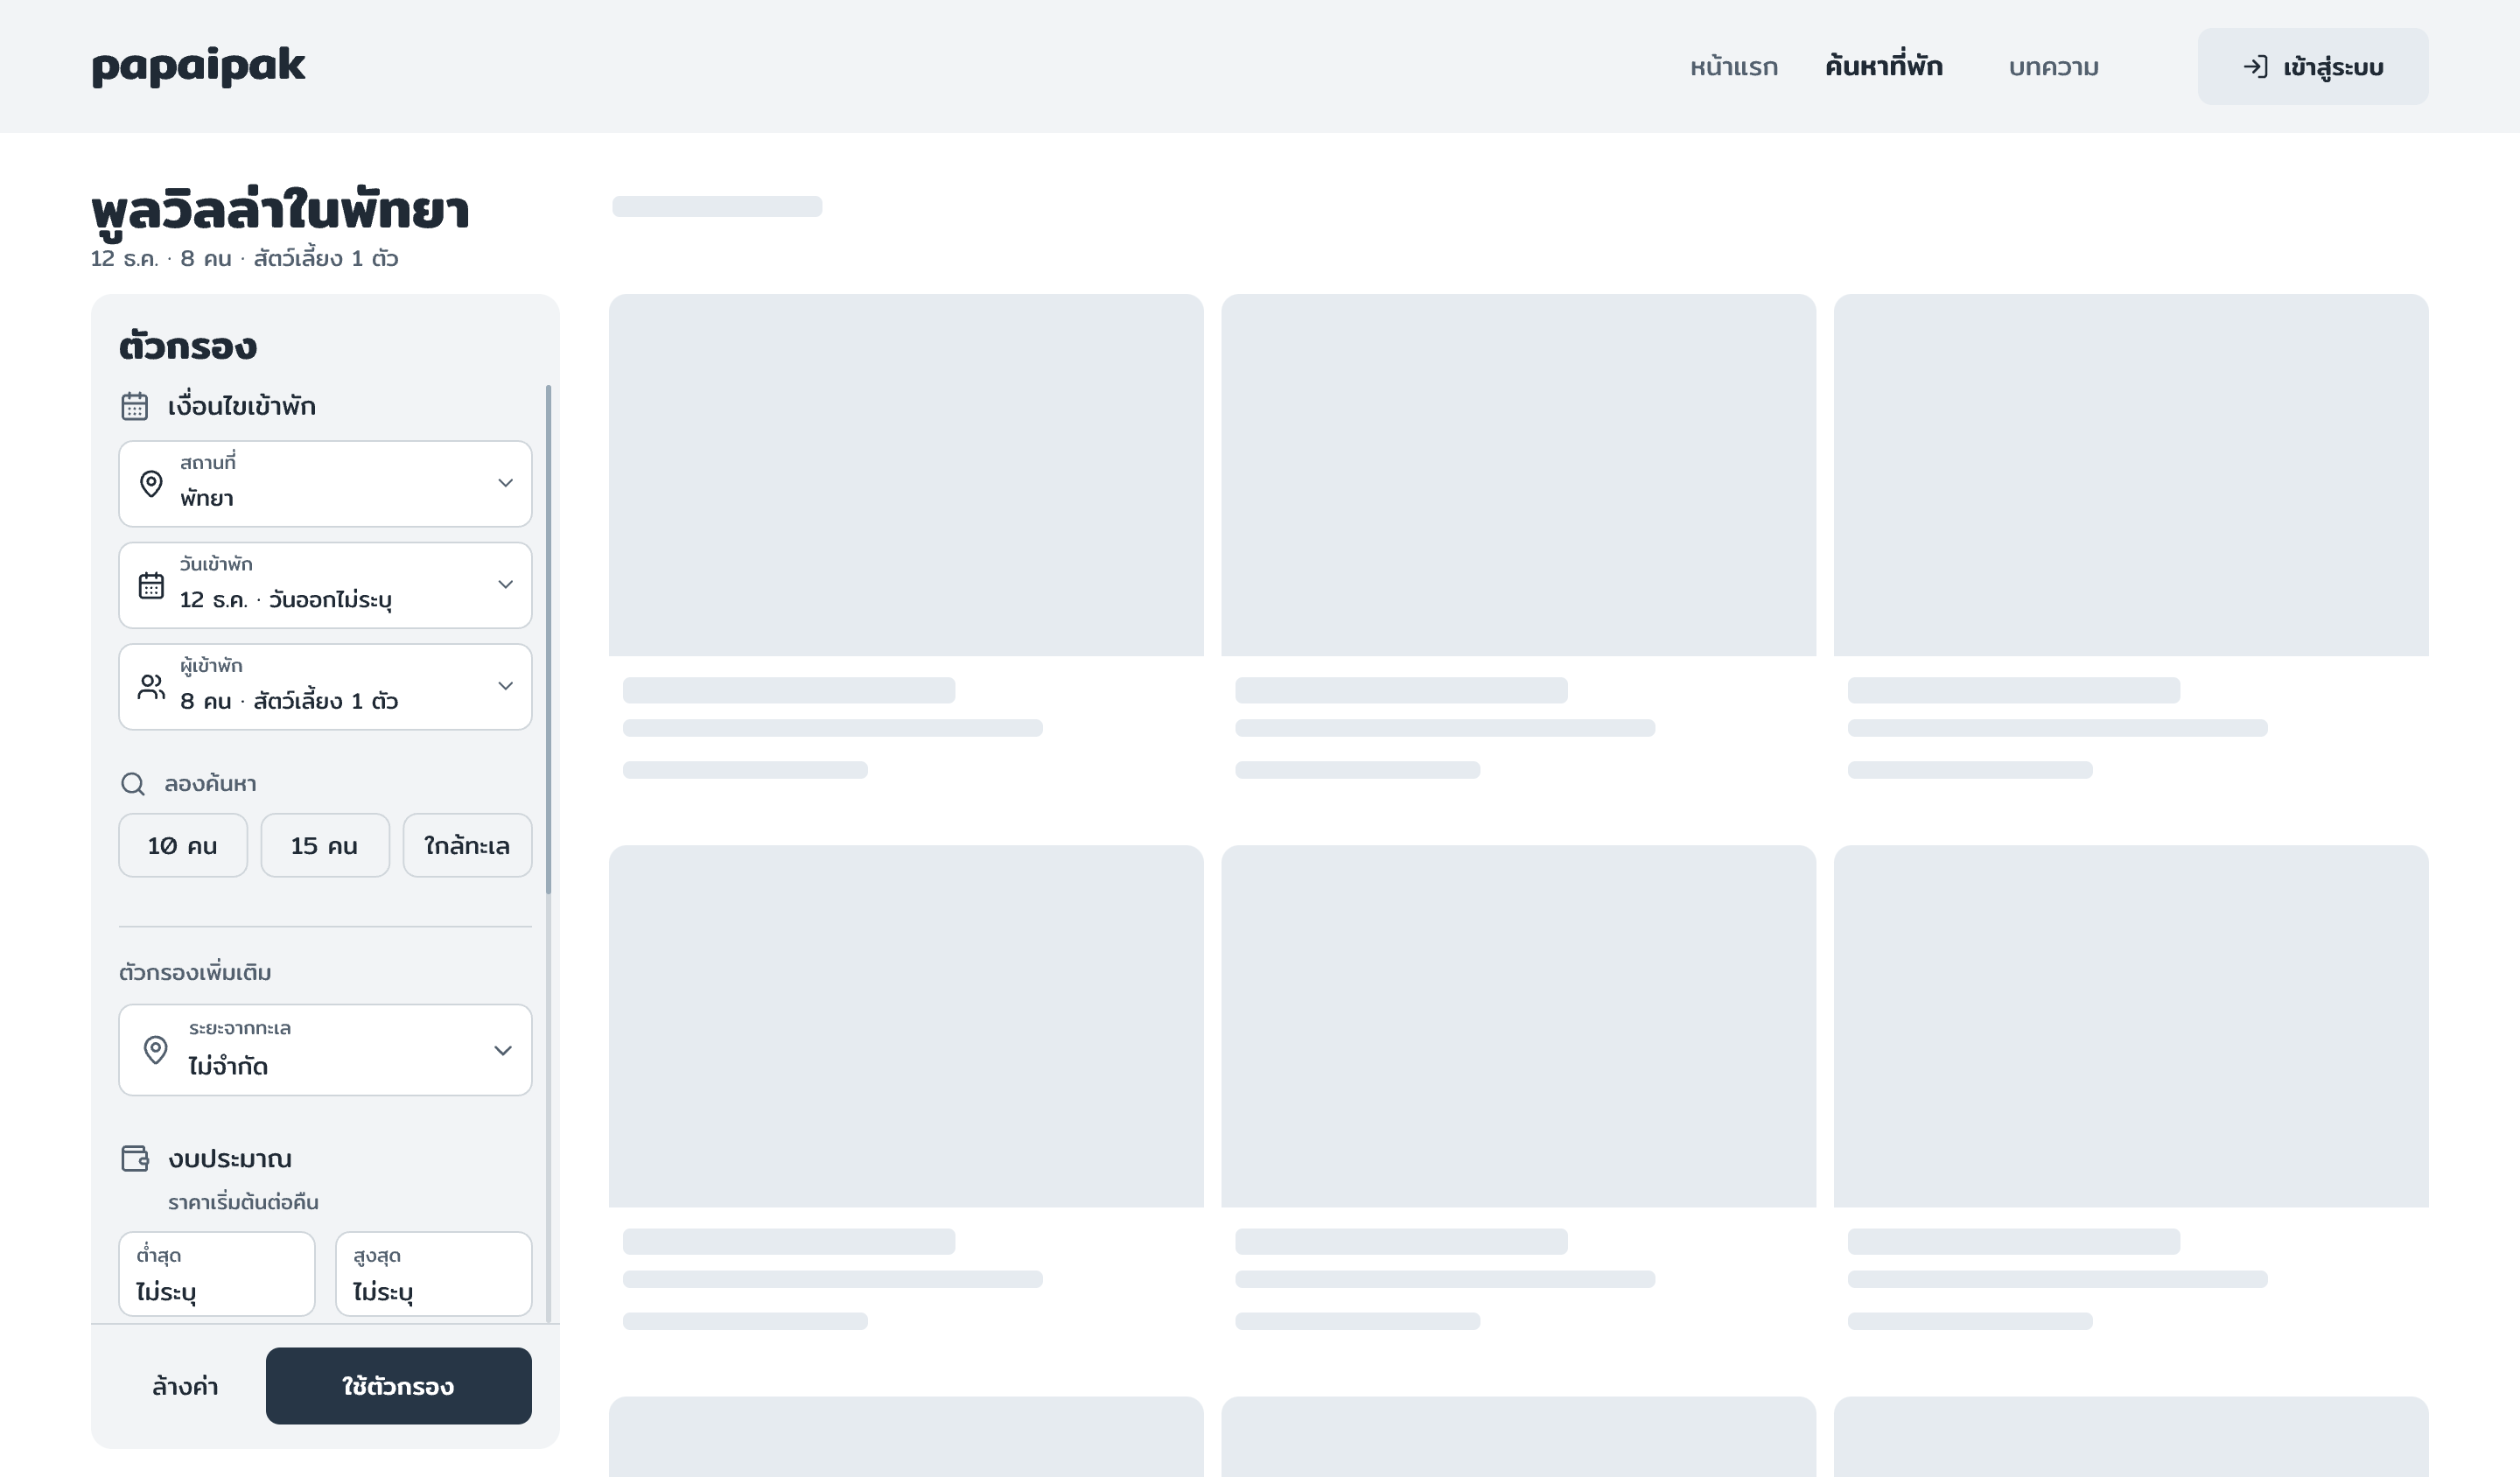 papaipak
หน้าแรก ค้นหาที่พัก บทความ เข้าสู่ระบบ
พูลวิลล่าในพัทยา
12 ธ.ค. · 8 คน · สัตว์เลี้ยง 1 ตัว
ตัวกรอง
เงื่อนไขเข้าพัก
สถานที่
พัทยา
วันเข้าพัก
12 ธ.ค. · วันออกไม่ระบุ
ผู้เข้าพัก
8 คน · สัตว์เลี้ยง 1 ตัว
ลองค้นหา
10 คน 15 คน ใกล้ทะเล
ตัวกรองเพิ่มเติม
ระยะจากทะเล
ไม่จำกัด
งบประมาณ
ราคาเริ่มต้นต่อคืน
ต่ำสุด สูงสุด
ไม่ระบุ ไม่ระบุ
ล้างค่า ใช้ตัวกรอง